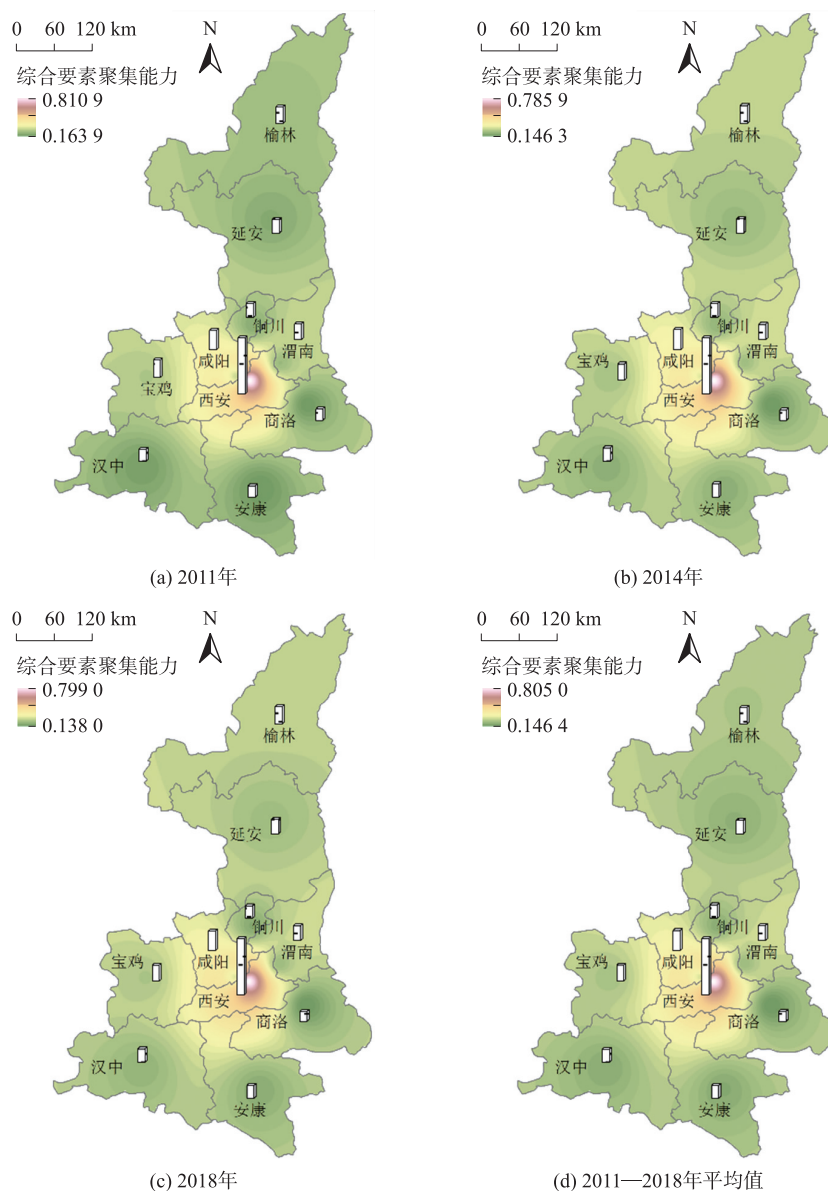 0 60 120 km
N
综合要素聚集能力
0.810 9
0.163 9
榆林
延安
铜川
咸阳
渭南
宝鸡
西安
商洛
汉中
安康
(a) 2011年
0 60 120 km
N
综合要素聚集能力
0.785 9
0.146 3
榆林
延安
铜川
咸阳
渭南
宝鸡
西安
商洛
汉中
安康
(b) 2014年
0 60 120 km
N
综合要素聚集能力
0.799 0
0.138 0
榆林
延安
铜川
咸阳
渭南
宝鸡
西安
商洛
汉中
安康
(c) 2018年
0 60 120 km
N
综合要素聚集能力
0.805 0
0.146 4
榆林
延安
铜川
咸阳
渭南
宝鸡
西安
商洛
汉中
安康
(d) 2011—2018年平均值